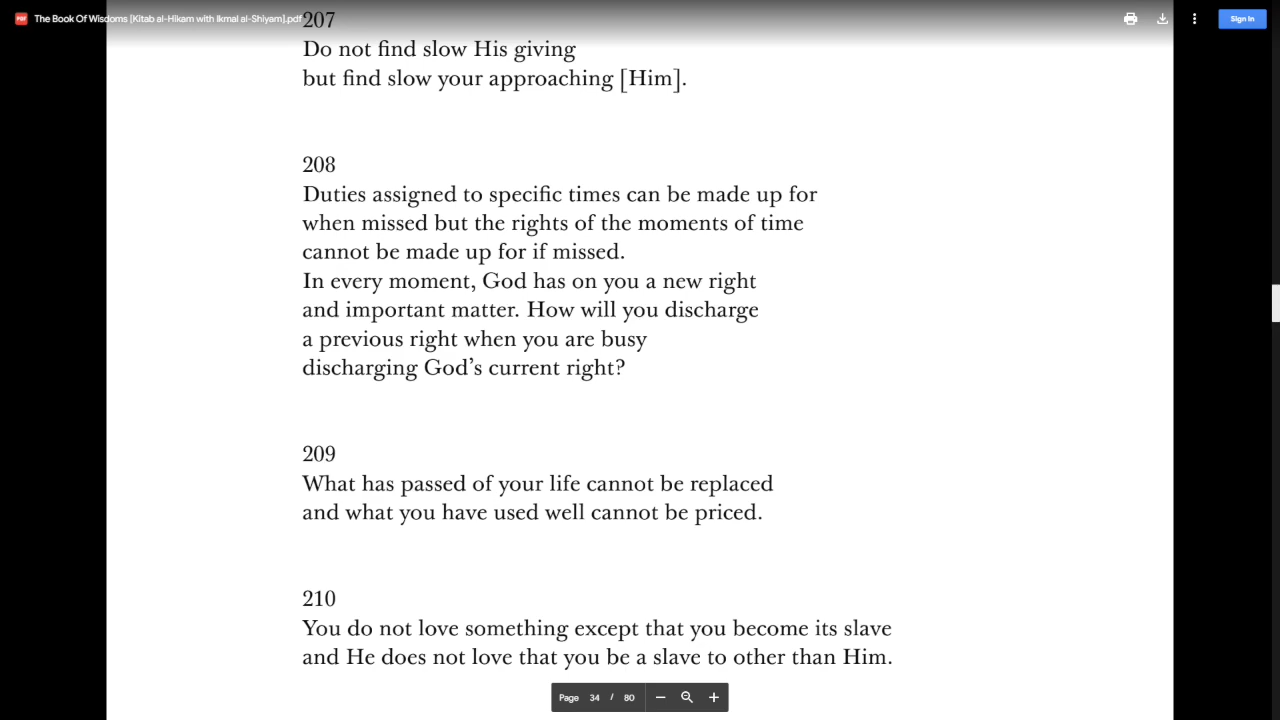 The Book Of Wisdoms [Kitab al-Hikam with Ikmal al-Shiyam].pdf
Sign in
207
Do not find slow His giving
but find slow your approaching [Him].
208
Duties assigned to specific times can be made up for
when missed but the rights of the moments of time
cannot be made up for if missed.
In every moment, God has on you a new right
and important matter. How will you discharge
a previous right when you are busy
discharging God’s current right?
209
What has passed of your life cannot be replaced
and what you have used well cannot be priced.
210
You do not love something except that you become its slave
and He does not love that you be a slave to other than Him.
Page 34 / 80